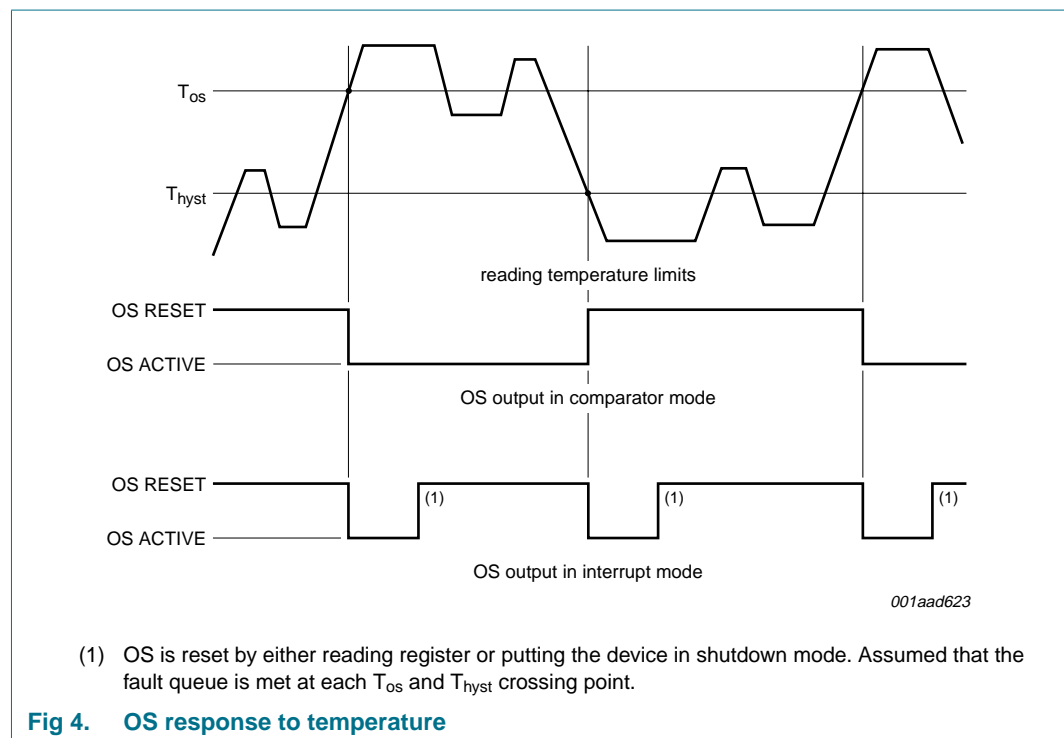 Tos
Thyst
reading temperature limits
OS RESET
OS ACTIVE
OS output in comparator mode
OS RESET
(1) (1) (1)
OS ACTIVE
OS output in interrupt mode
001aad623
(1) OS is reset by either reading register or putting the device in shutdown mode. Assumed that the
fault queue is met at each Tos and Thyst crossing point.
Fig 4. OS response to temperature